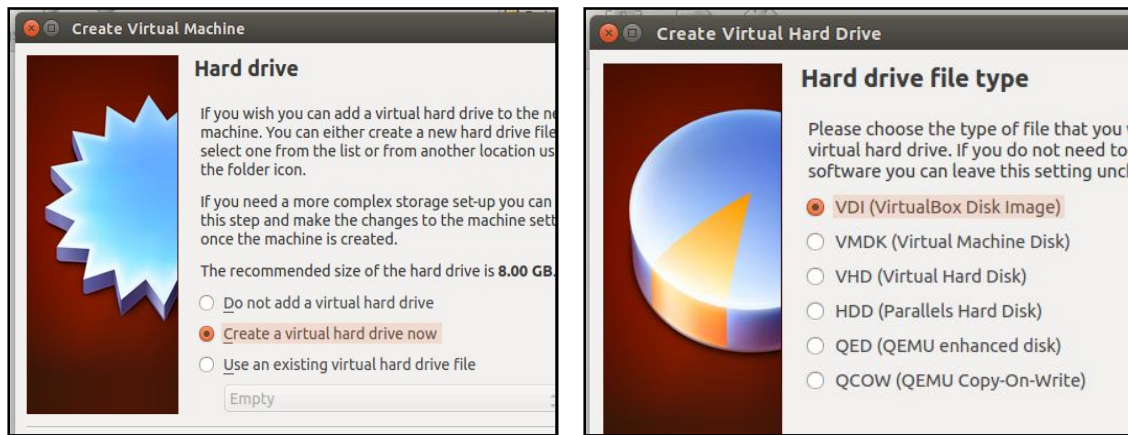 Create Virtual Machine
Hard drive
If you wish you can add a virtual hard drive to the
machine. You can either create a new hard drive file
select one from the list or from another location
the folder icon.
If you need a more complex storage set-up you can
this step and make the changes to the machine
once the machine is created.
The recommended size of the hard drive is 8.00 GB.
Do not add a virtual hard drive
Create a virtual hard drive now
Use an existing virtual hard drive file
Empty
Create Virtual Hard Drive
Hard drive file type
Please choose the type of file that you
virtual hard drive. If you do not need to
software you can leave this setting
VDI (VirtualBox Disk Image)
VMDK (Virtual Machine Disk)
VHD (Virtual Hard Disk)
HDD (Parallels Hard Disk)
QED (QEMU enhanced disk)
QCOW (QEMU Copy-On-Write)